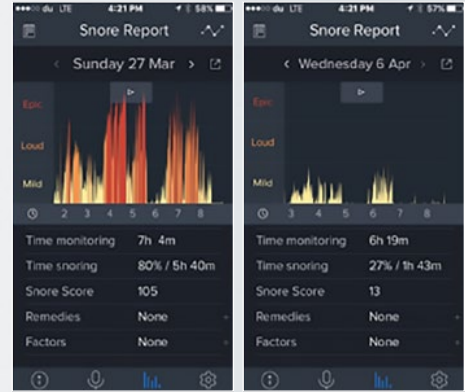 du LTE 4:21 PM 58%
Snore Report
< Sunday 27 Mar >
Epic
Loud
Mild
2 3 4 5 6 7 8
Time monitoring 7h 4m
Time snoring 80% / 5h 40m
Snore Score 105
Remedies None
Factors None
du LTE 4:21 PM 57%
Snore Report
< Wednesday 6 Apr >
Epic
Loud
Mild
3 4 5 6 7 8
Time monitoring 6h 19m
Time snoring 27% / 1h 43m
Snore Score 13
Remedies None
Factors None